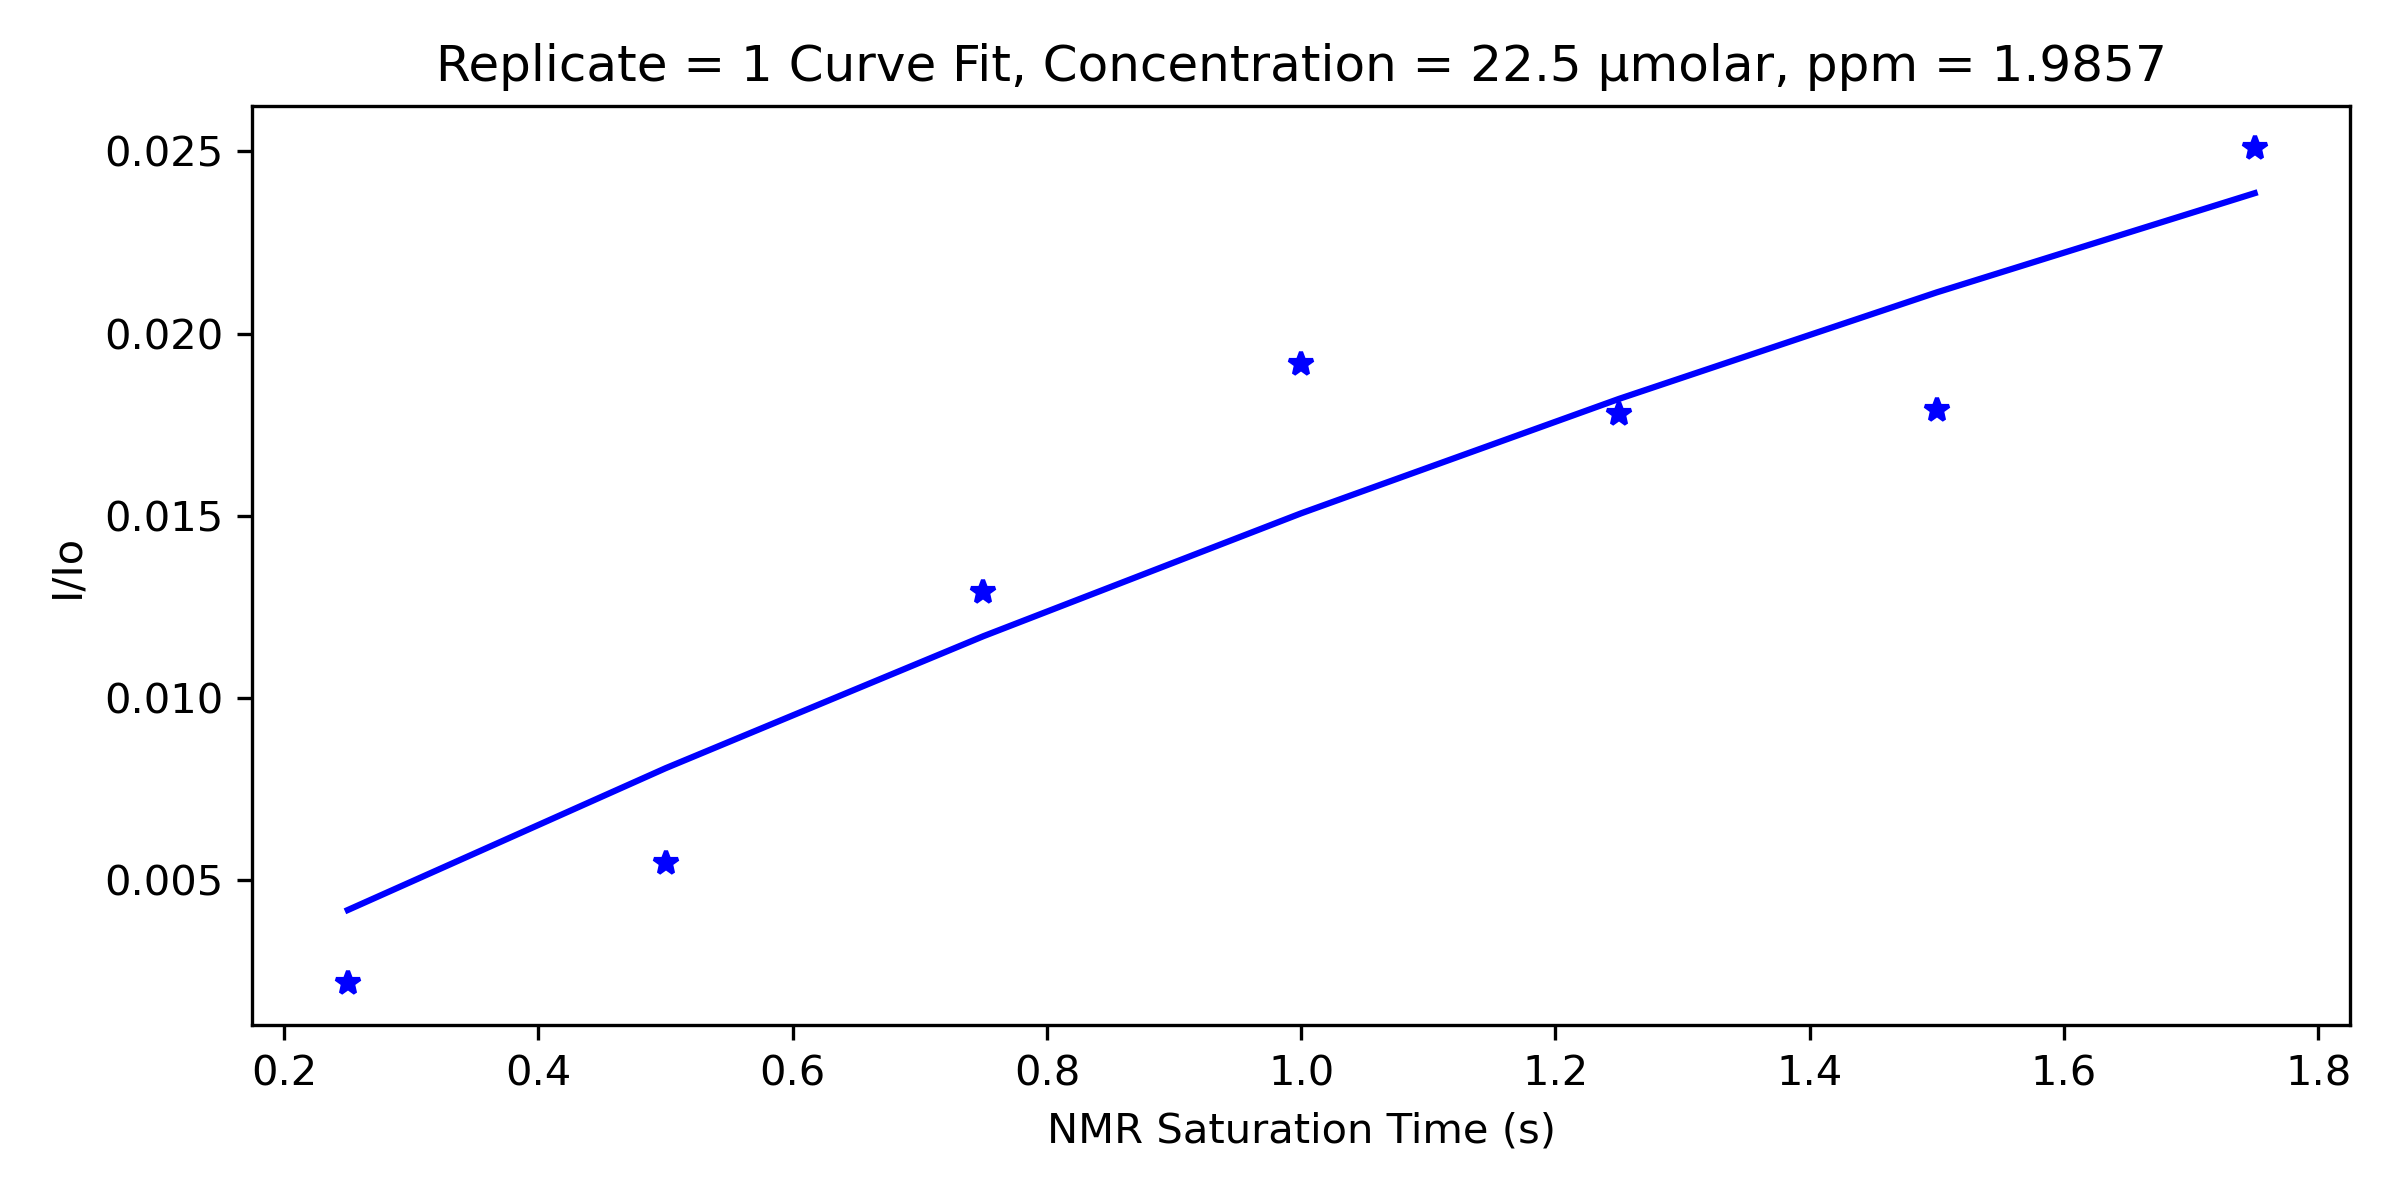 Replicate = 1 Curve Fit, Concentration = 22.5 μmolar, ppm = 1.9857
0.025
0.020
0.015
0.010
0.005
I/Io
0.2 0.4 0.6 0.8 1.0 1.2 1.4 1.6 1.8
NMR Saturation Time (s)